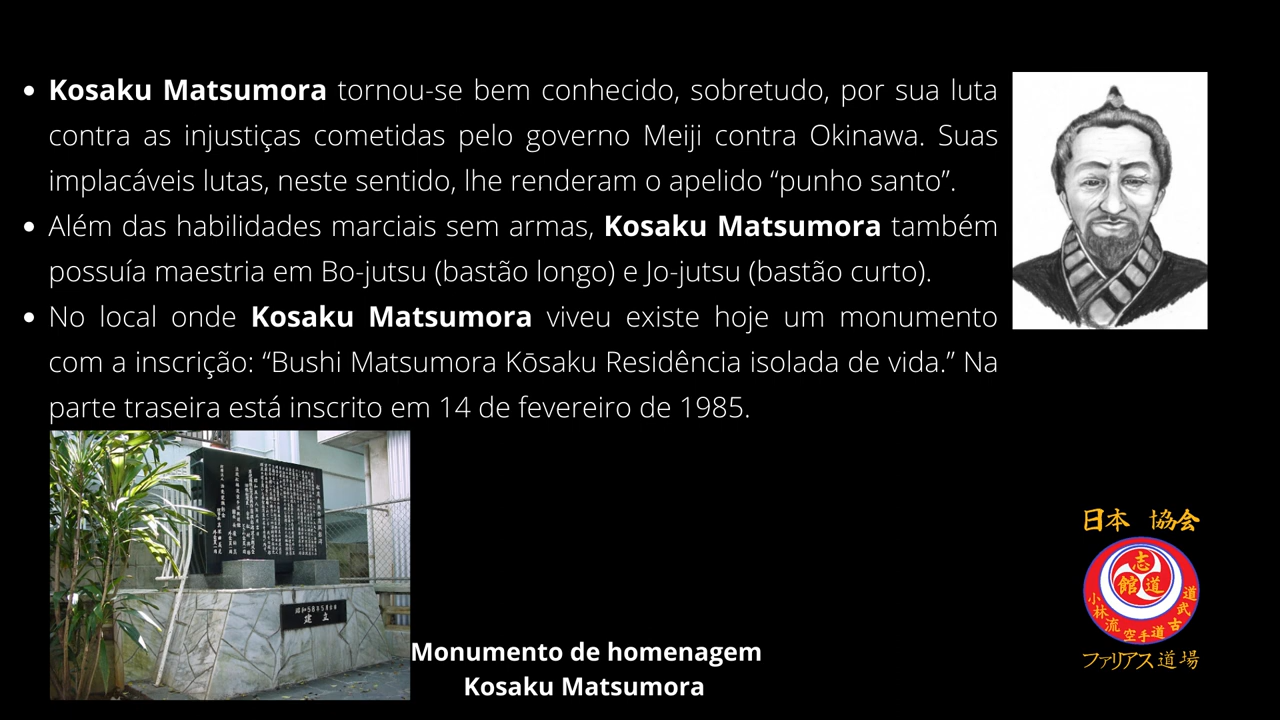 • Kosaku Matsumora tornou-se bem conhecido, sobretudo, por sua luta
contra as injustiças cometidas pelo governo Meiji contra Okinawa. Suas
implacáveis lutas, neste sentido, lhe renderam o apelido “punho santo”.
• Além das habilidades marciais sem armas, Kosaku Matsumora também
possuía maestria em Bo-jutsu (bastão longo) e Jo-jutsu (bastão curto).
• No local onde Kosaku Matsumora viveu existe hoje um monumento
com a inscrição: “Bushi Matsumora Kōsaku Residência isolada de vida.” Na
parte traseira está inscrito em 14 de fevereiro de 1985.
建立
Monumento de homenagem
Kosaku Matsumora
日本 協会
志
館道
小林流空手道古武道
ファリアス道場